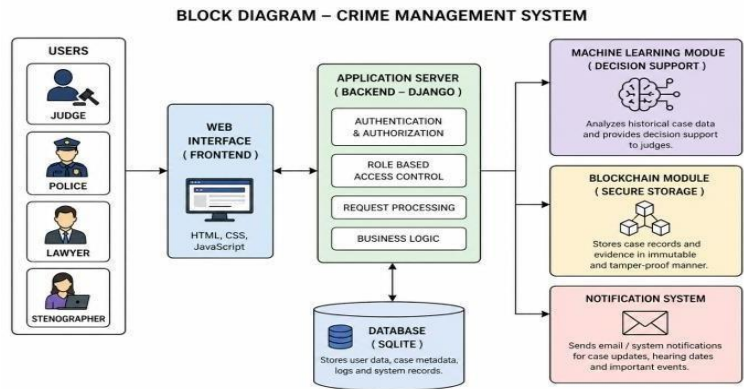 BLOCK DIAGRAM – CRIME MANAGEMENT SYSTEM
USERS
JUDGE
POLICE
LAWYER
STENOGRAPHER
WEB
INTERFACE
( FRONTEND )
HTML, CSS,
JavaScript
APPLICATION SERVER
( BACKEND – DJANGO )
AUTHENTICATION
& AUTHORIZATION
ROLE BASED
ACCESS CONTROL
REQUEST PROCESSING
BUSINESS LOGIC
DATABASE
( SQLITE )
Stores user data, case metadata,
logs and system records.
MACHINE LEARNING MODUE
( DECISION SUPPORT )
Analyzes historical case data
and provides decision support
to judges.
BLOCKCHAIN MODULE
( SECURE STORAGE )
Stores case records and
evidence in immutable
and tamper-proof manner.
NOTIFICATION SYSTEM
Sends email / system notifications
for case updates, hearing dates
and important events.